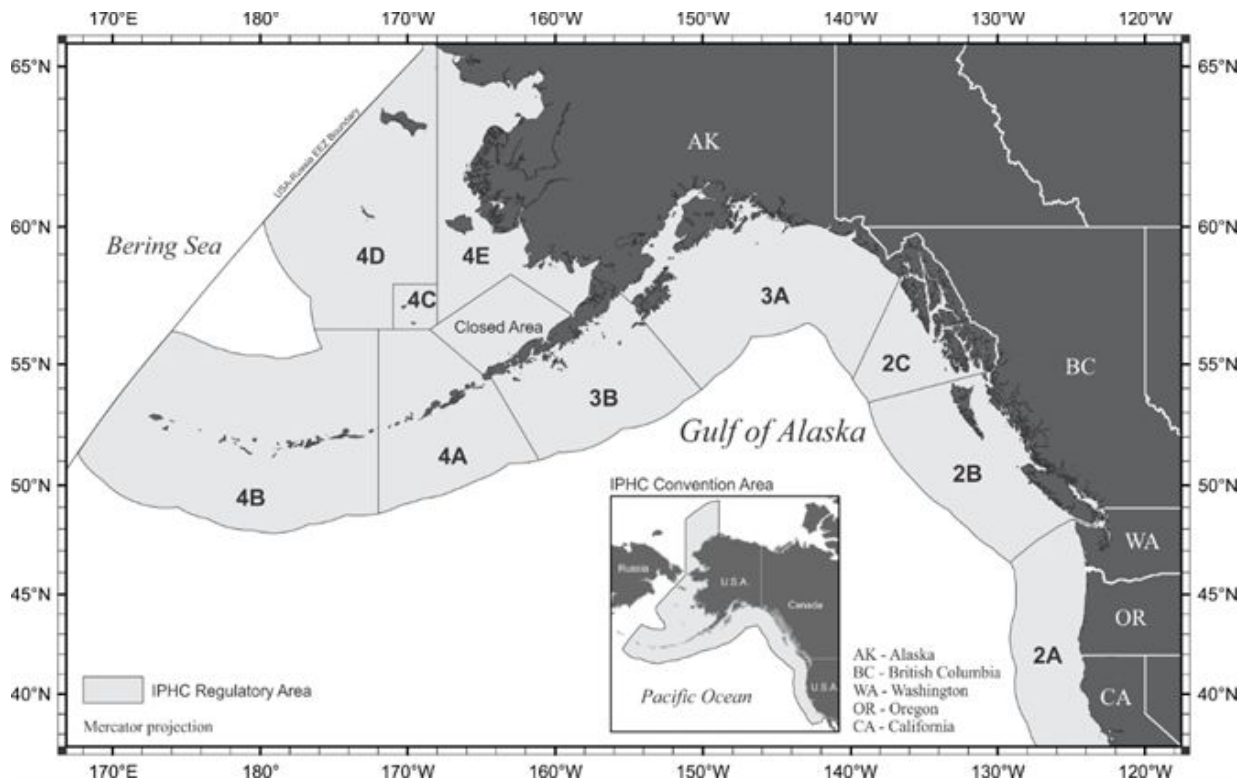 170°E 180° 170°W 160°W 150°W 140°W 130°W 120°W
65°N 65°N
USA-Russia EEZ Boundary
AK
60°N 60°N
Bering Sea
4D
4E
4C
3A
Closed Area
55°N 55°N
2C
BC
3B
Gulf of Alaska
4A
2B
50°N 50°N
4B
IPHC Convention Area
WA
Russia
U.S.A.
Canada
45°N 45°N
OR
2A
AK - Alaska
BC - British Columbia
WA - Washington
OR - Oregon
CA - California
U.S.A.
Pacific Ocean
IPHC Regulatory Area
CA
40°N 40°N
Mercator projection
170°E 180° 170°W 160°W 150°W 140°W 130°W 120°W